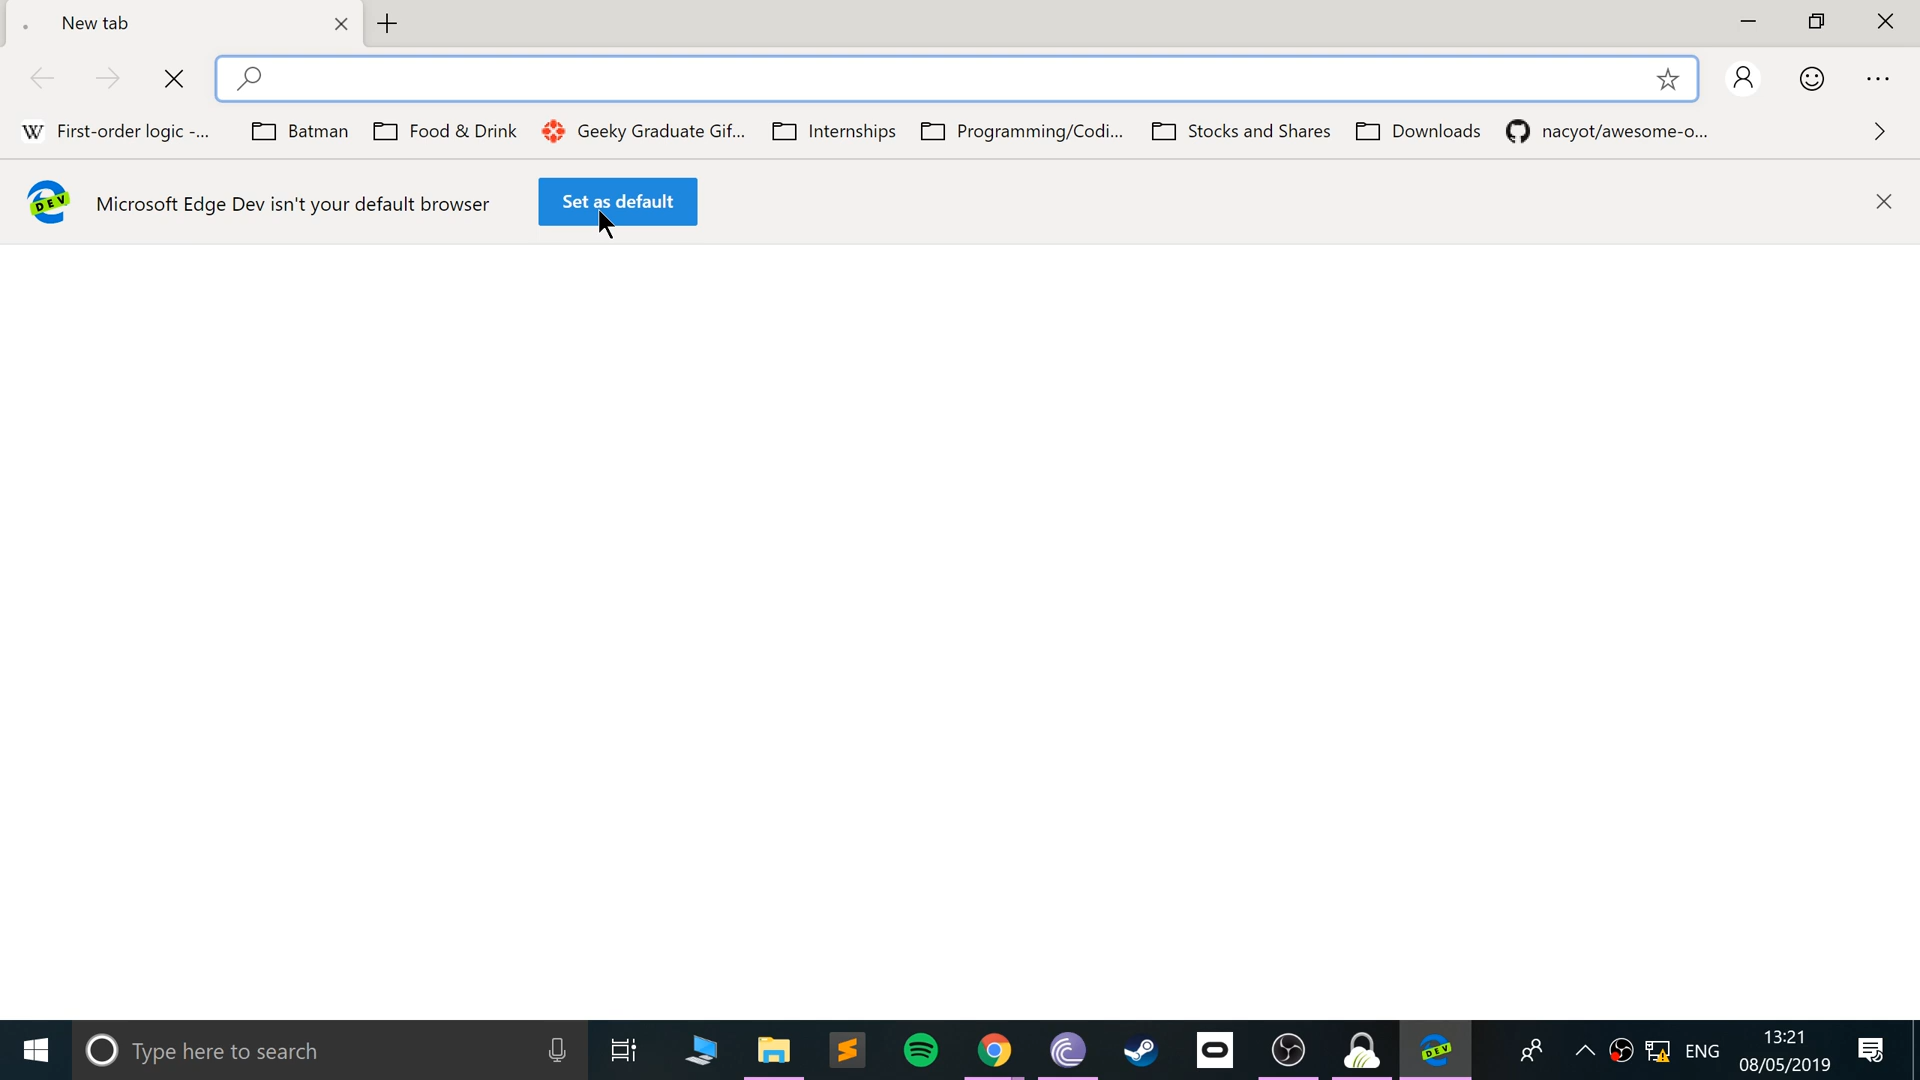 New tab
First-order logic -...
Batman
Food & Drink
Geeky Graduate Gif...
Internships
Programming/Codi...
Stocks and Shares
Downloads
nacyot/awesome-o...
DEV
Microsoft Edge Dev isn't your default browser
Set as default
Type here to search
DEV
ENG
13:21
08/05/2019